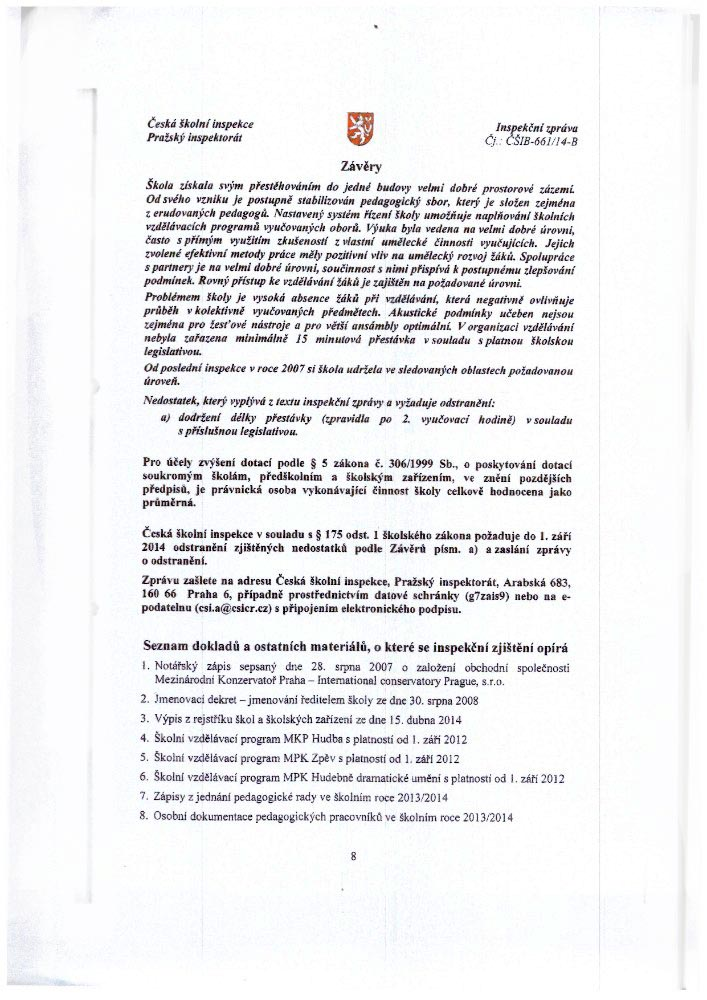 Česká školní inspekce
Pražský inspektorát
Inspekční zpráva
Čj.: ČŠIB-661/14-B
Závěry
Škola získala svým přestěhováním do jedné budovy velmi dobré prostorové zázemí.
Od svého vzniku je postupně stabilizován pedagogický sbor, který je složen zejména
z erudovaných pedagogů. Nastavený systém řízení školy umožňuje naplňování školních
vzdělávacích programů vyučovaných oborů. Výuka byla vedena na velmi dobré úrovni,
často s přímým využitím zkušeností z vlastní umělecké činnosti vyučujících. Jejich
zvolené efektivní metody práce měly pozitivní vliv na umělecký rozvoj žáků. Spolupráce
s partnery je na velmi dobré úrovni, součinnost s nimi přispívá k postupnému zlepšování
podmínek. Rovný přístup ke vzdělávání žáků je zajištěn na požadované úrovni.
Problémem školy je vysoká absence žáků při vzdělávání, která negativně ovlivňuje
průběh v kolektivně vyučovaných předmětech. Akustické podmínky učeben nejsou
zejména pro žesťové nástroje a pro větší ansámbly optimální. V organizaci vzdělávání
nebyla zařazena minimálně 15 minutová přestávka v souladu s platnou školskou
legislativou.
Od poslední inspekce v roce 2007 si škola udržela ve sledovaných oblastech požadovanou
úroveň.
Nedostatek, který vyplývá z textu inspekční zprávy a vyžaduje odstranění:
a) dodržení délky přestávky (zpravidla po 2. vyučovací hodině) v souladu
s příslušnou legislativou.
Pro účely zvýšení dotací podle § 5 zákona č. 306/1999 Sb., o poskytování dotací
soukromým školám, předškolním a školským zařízením, ve znění pozdějších
předpisů, je právnická osoba vykonávající činnost školy celkově hodnocena jako
průměrná.
Česká školní inspekce v souladu s § 175 odst. 1 školského zákona požaduje do 1. září
2014 odstranění zjištěných nedostatků podle Závěrů písm. a) a zaslání zprávy
o odstranění.
Zprávu zašlete na adresu Česká školní inspekce, Pražský inspektorát, Arabská 683,
160 66 Praha 6, případně prostřednictvím datové schránky (g7zais9) nebo na e-
podatelnu (csi.a@csicr.cz) s připojením elektronického podpisu.
Seznam dokladů a ostatních materiálů, o které se inspekční zjištění opírá
1. Notářský zápis sepsaný dne 28. srpna 2007 o založení obchodní společnosti
Mezinárodní Konzervatoř Praha – International conservatory Prague, s.r.o.
2. Jmenovací dekret – jmenování ředitelem školy ze dne 30. srpna 2008
3. Výpis z rejstříku škol a školských zařízení ze dne 15. dubna 2014
4. Školní vzdělávací program MKP Hudba s platností od 1. září 2012
5. Školní vzdělávací program MPK Zpěv s platností od 1. září 2012
6. Školní vzdělávací program MPK Hudebně dramatické umění s platností od 1. září 2012
7. Zápisy z jednání pedagogické rady ve školním roce 2013/2014
8. Osobní dokumentace pedagogických pracovníků ve školním roce 2013/2014
8